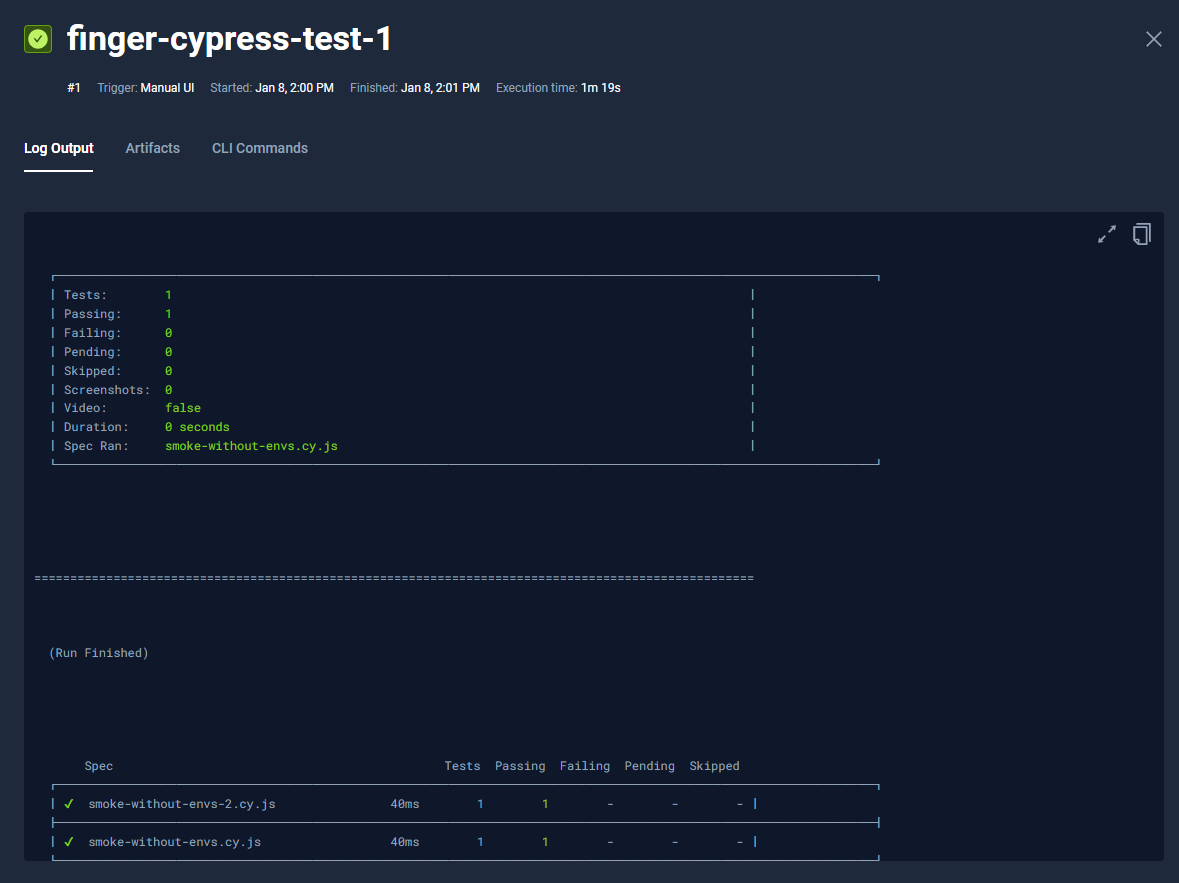 finger-cypress-test-1
#1 Trigger: Manual UI Started: Jan 8, 2:00 PM Finished: Jan 8, 2:01 PM Execution time: 1m 19s
Log Output Artifacts CLI Commands
| Tests: 1 |
| Passing: 1 |
| Failing: 0 |
| Pending: 0 |
| Skipped: 0 |
| Screenshots: 0 |
| Video: false |
| Duration: 0 seconds |
| Spec Ran: smoke-without-envs.cy.js |
====================================================================================================
(Run Finished)
Spec Tests Passing Failing Pending Skipped
| ✓ smoke-without-envs-2.cy.js 40ms 1 1 - - - |
| ✓ smoke-without-envs.cy.js 40ms 1 1 - - - |